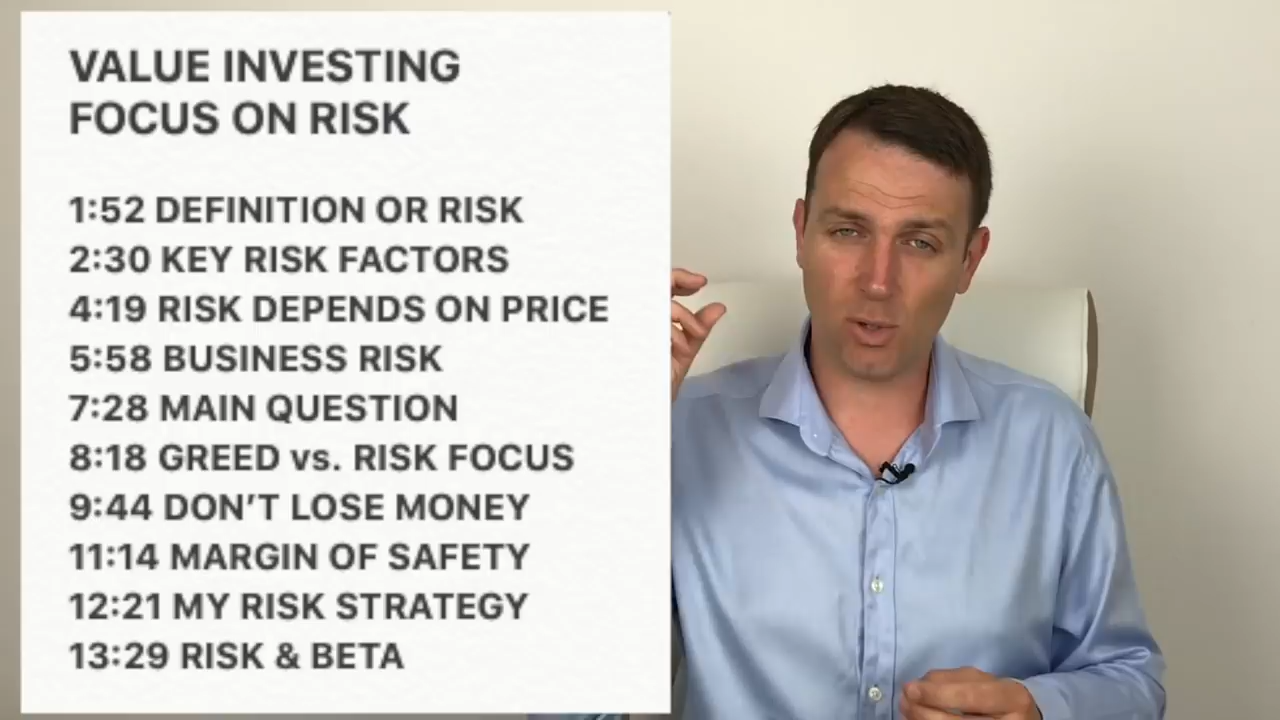 VALUE INVESTING
FOCUS ON RISK
1:52 DEFINITION OR RISK
2:30 KEY RISK FACTORS
4:19 RISK DEPENDS ON PRICE
5:58 BUSINESS RISK
7:28 MAIN QUESTION
8:18 GREED vs. RISK FOCUS
9:44 DON'T LOSE MONEY
11:14 MARGIN OF SAFETY
12:21 MY RISK STRATEGY
13:29 RISK & BETA